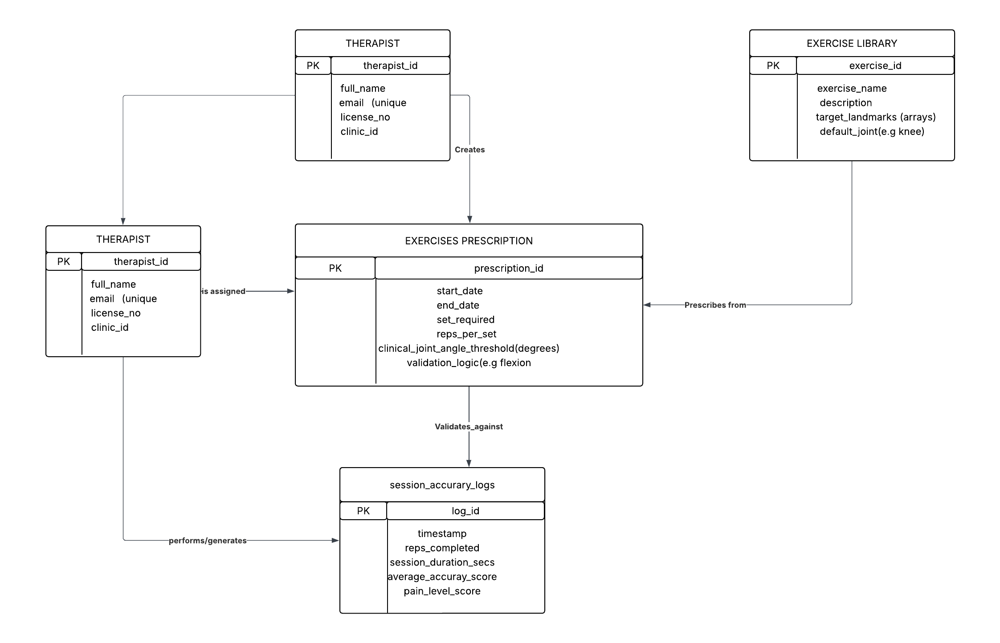 THERAPIST
PK therapist_id
full_name
email (unique
license_no
clinic_id
EXERCISE LIBRARY
PK exercise_id
exercise_name
description
target_landmarks (arrays)
default_joint(e.g knee)
Creates
THERAPIST
PK therapist_id
full_name
email (unique
license_no
clinic_id
is assigned
EXERCISES PRESCRIPTION
PK prescription_id
start_date
end_date
set_required
reps_per_set
clinical_joint_angle_threshold(degrees)
validation_logic(e.g flexion
Prescribes from
Validates_against
performs/generates
session_accurary_logs
PK log_id
timestamp
reps_completed
session_duration_secs
average_accuray_score
pain_level_score